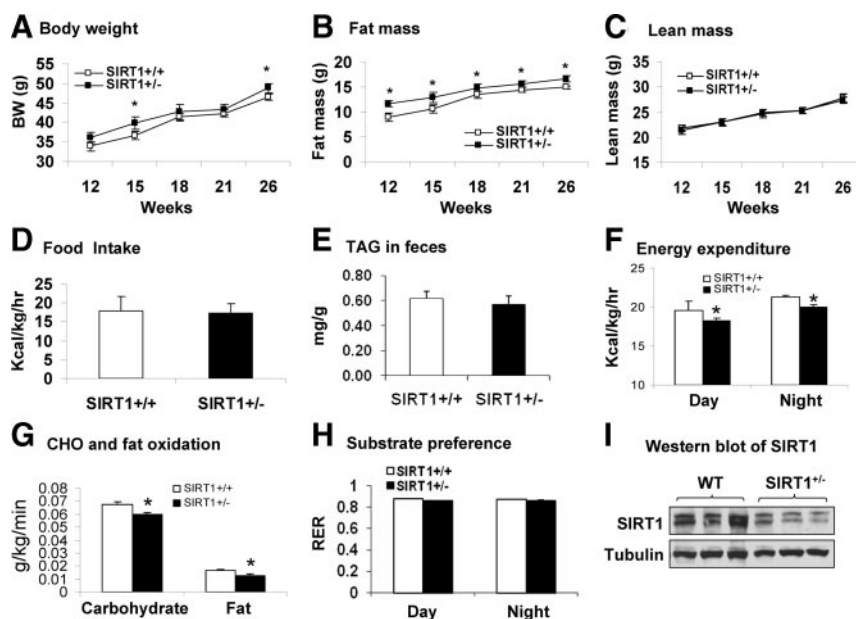 A Body weight
SIRT1+/+
SIRT1+/-
BW (g)
55
50
45
40
35
30
*
*
12 15 18 21 26
Weeks
B Fat mass
Fat mass (g)
20
15
10
5
0
* * * * *
SIRT1+/+
SIRT1+/-
12 15 18 21 26
Weeks
C Lean mass
Lean mass (g)
35
30
25
20
15
SIRT1+/+
SIRT1+/-
12 15 18 21 26
Weeks
D Food Intake
Kcal/kg/hr
25
20
15
10
5
0
SIRT1+/+ SIRT1+/-
E TAG in feces
mg/g
0.80
0.60
0.40
0.20
0.00
SIRT1+/+ SIRT1+/-
F Energy expenditure
Kcal/kg/hr
25
20
15
10
SIRT1+/+
SIRT1+/-
* *
Day Night
G CHO and fat oxidation
g/kg/min
0.08
0.07
0.06
0.05
0.04
0.03
0.02
0.01
0
SIRT1+/+
SIRT1+/-
*
*
Carbohydrate Fat
H Substrate preference
RER
1
0.8
0.6
0.4
0.2
0
SIRT1+/+
SIRT1+/-
Day Night
I Western blot of SIRT1
WT SIRT1+/-
SIRT1
Tubulin